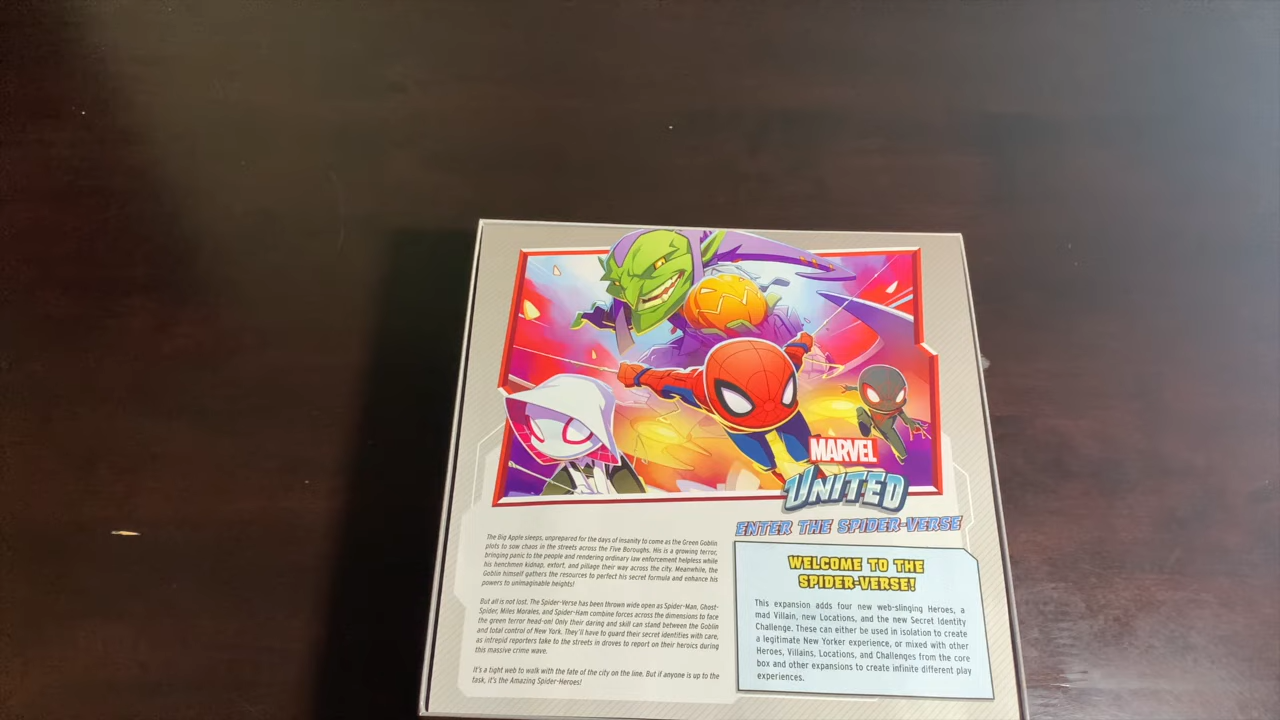 MARVEL
UNITED
ENTER THE SPIDER-VERSE
The Big Apple sleeps, unprepared for the days of insanity to come as the Green Goblin
plots to sow chaos in the streets across the Five Boroughs. His is a growing terror,
bringing panic to the people and rendering ordinary law enforcement helpless while
his henchmen kidnap, extort, and pillage their way across the city. Meanwhile, the
Goblin himself gathers the resources to perfect his secret formula and enhance his
powers to unimaginable heights!
But all is not lost. The Spider-Verse has been thrown wide open as Spider-Man, Ghost-
Spider, Miles Morales, and Spider-Ham combine forces across the dimensions to face
the green terror head-on! Only their daring and skill can stand between the Goblin
and total control of New York. They'll have to guard their secret identities with care,
as intrepid reporters take to the streets in droves to report on their heroics during
this massive crime wave.
It's a tight web to walk with the fate of the city on the line. But if anyone is up to the
task, it's the Amazing Spider-Heroes!
WELCOME TO THE
SPIDER-VERSE!
This expansion adds four new web-slinging Heroes, a
mad Villain, new Locations, and the new Secret Identity
Challenge. These can either be used in isolation to create
a legitimate New Yorker experience, or mixed with other
Heroes, Villains, Locations, and Challenges from the core
box and other expansions to create infinite different play
experiences.